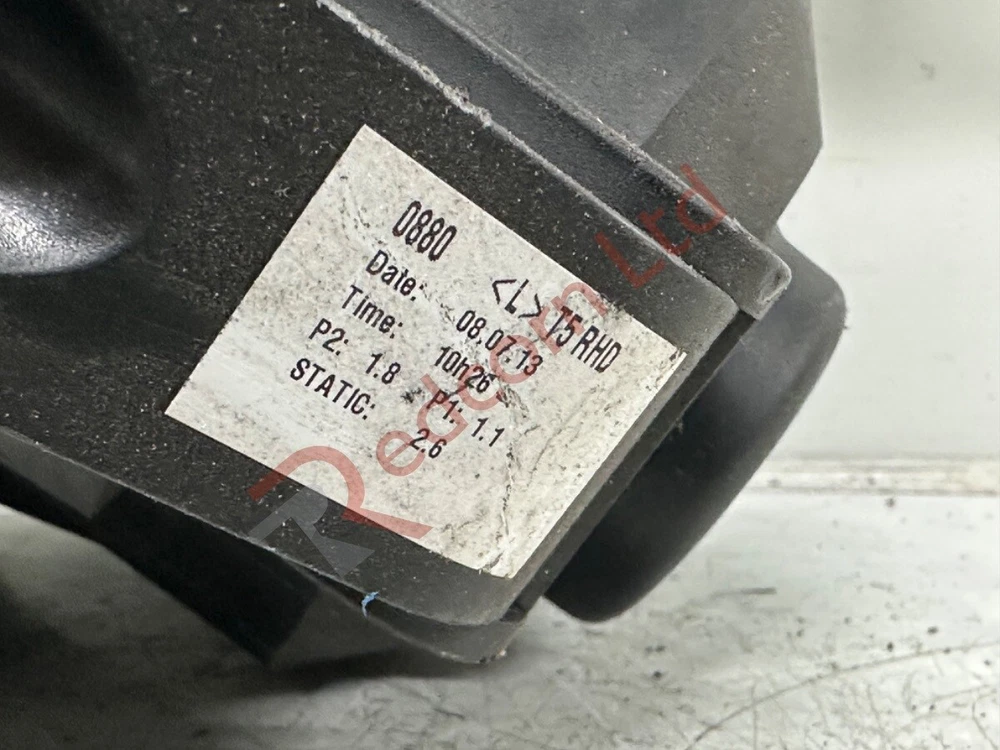 0880 <L> T5 RHD
Date: 08.07.13
Time: 10h26
P2: 1.8 P1: 1.1
STATIC: 2.6
Redcorn Ltd
R